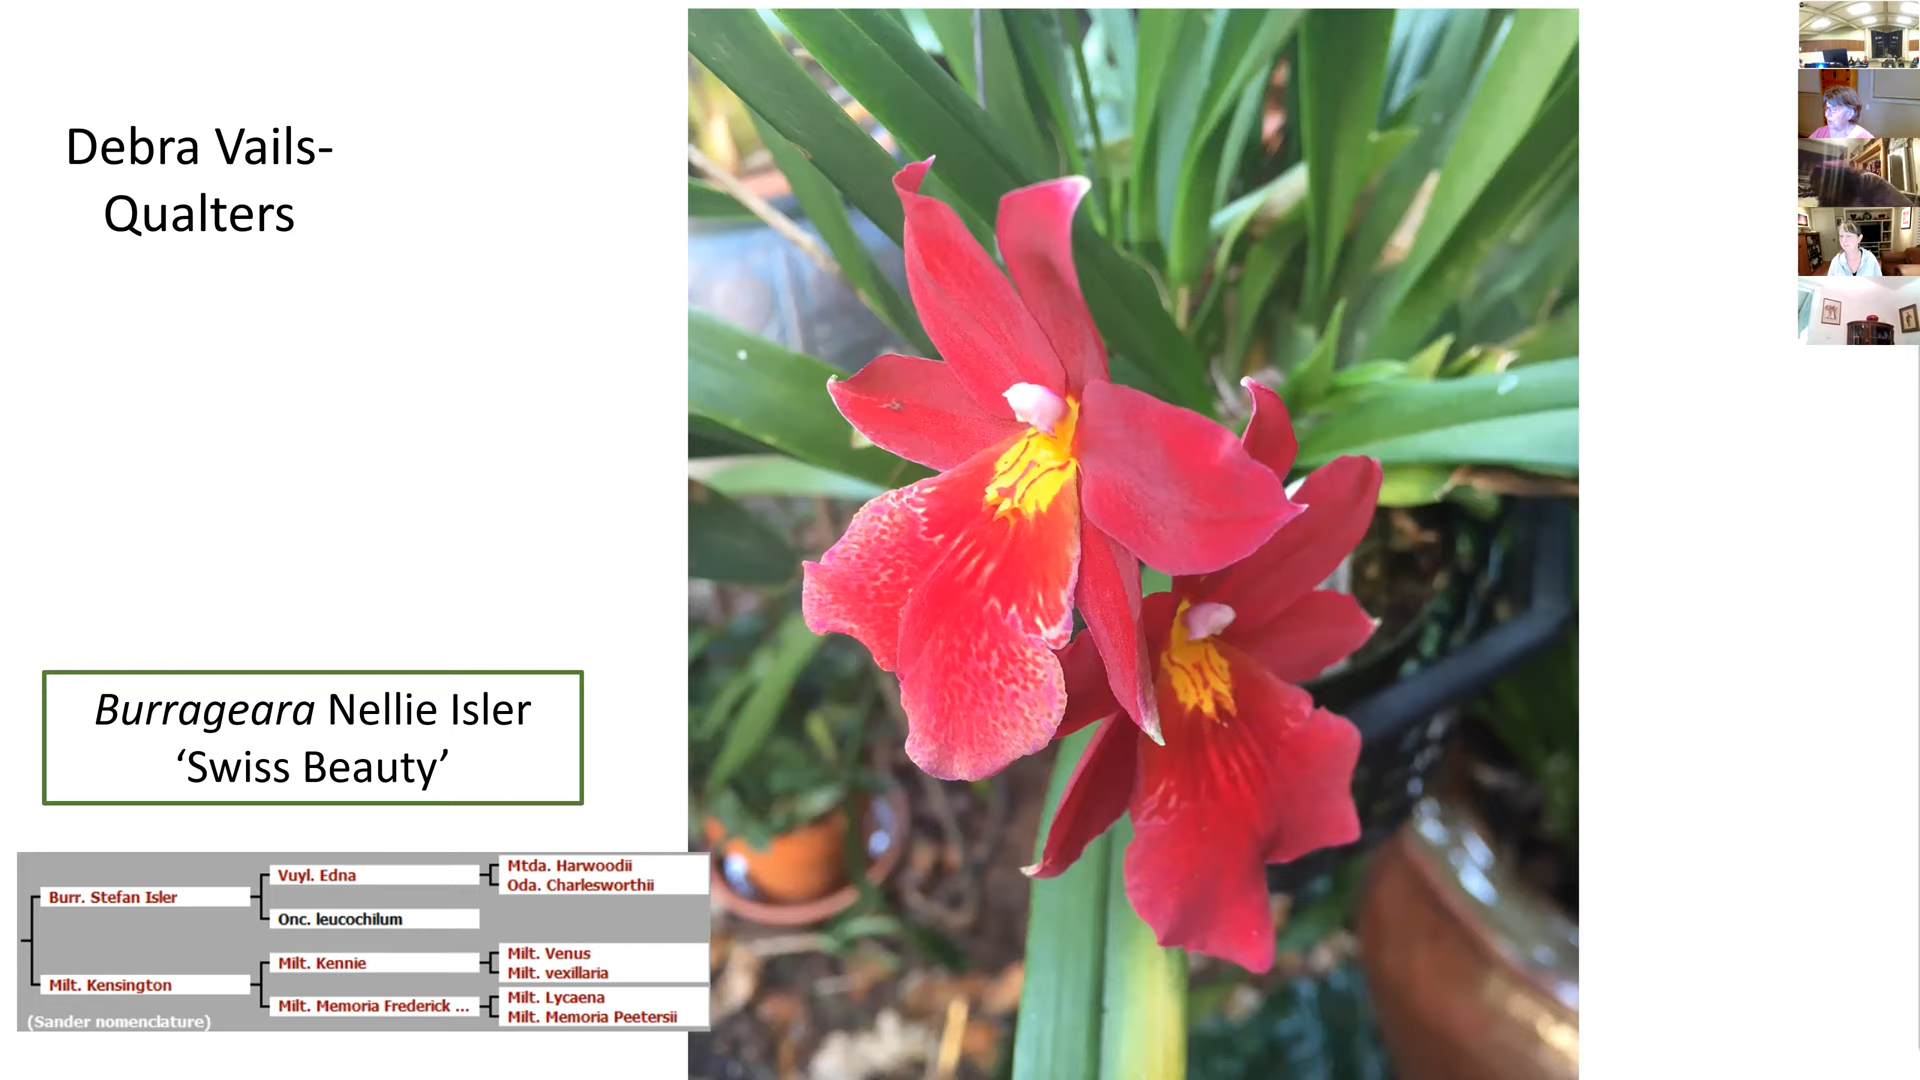 Debra Vails-
Qualters
Burrageara Nellie Isler
‘Swiss Beauty’
Burr. Stefan Isler
Vuyl. Edna
Mtda. Harwoodii
Oda. Charlesworthii
Onc. leucochilum
Milt. Kensington
Milt. Kennie
Milt. Venus
Milt. vexillaria
Milt. Memoria Frederick ...
Milt. Lycaena
Milt. Memoria Peetersii
(Sander nomenclature)